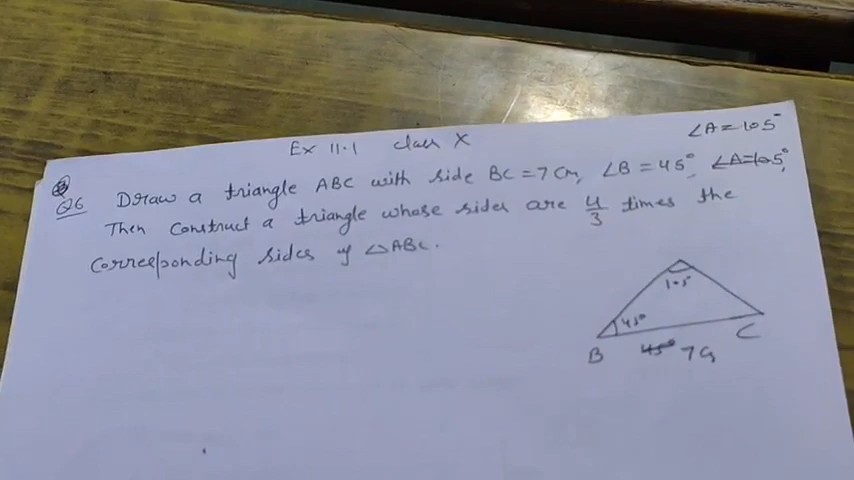 Ex 11.1 class X
∠A = 105°
Q6 Draw a triangle ABC with side BC = 7 Cm, ∠B = 45°, ∠A = 105°,
Then Construct a triangle whose sides are 4/3 times the
Corresponding sides of △ABC.
105°
45°
B 45° 7 C